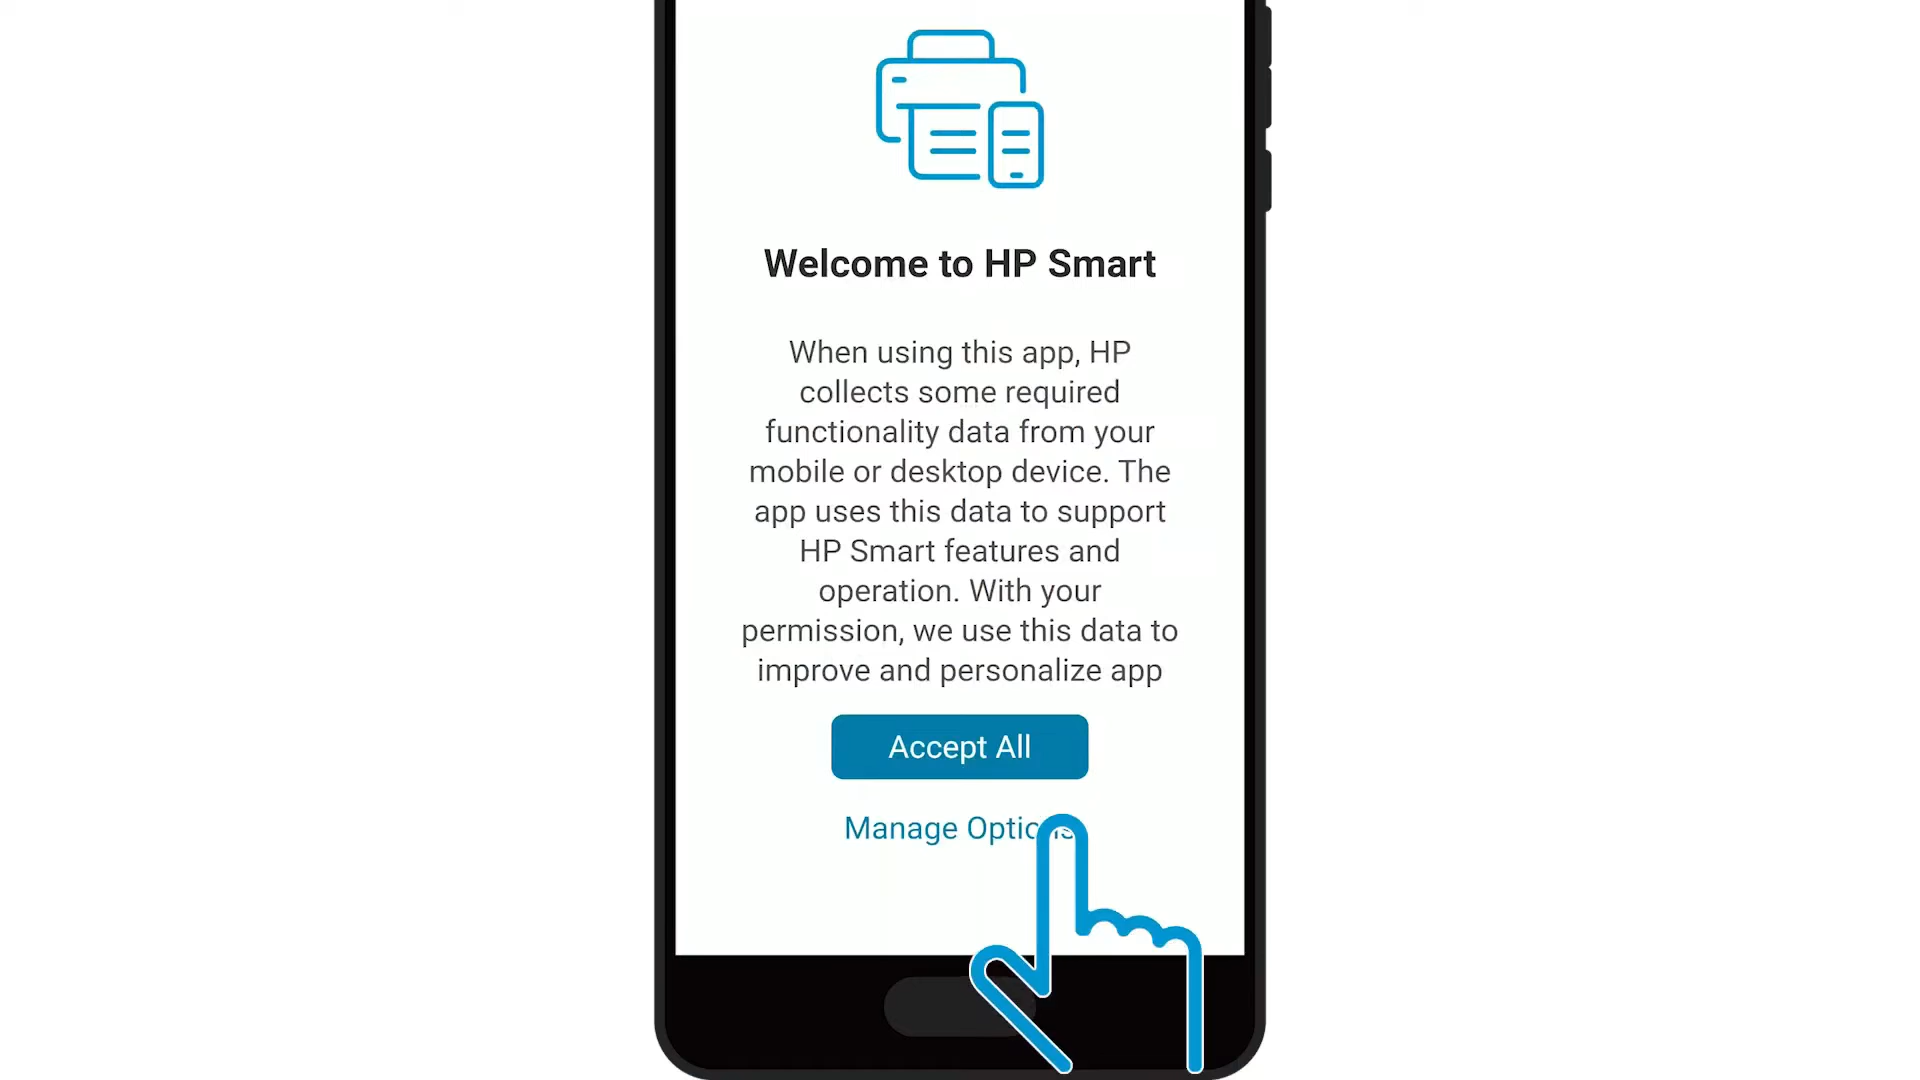 Welcome to HP Smart
When using this app, HP
collects some required
functionality data from your
mobile or desktop device. The
app uses this data to support
HP Smart features and
operation. With your
permission, we use this data to
improve and personalize app
Accept All
Manage Options